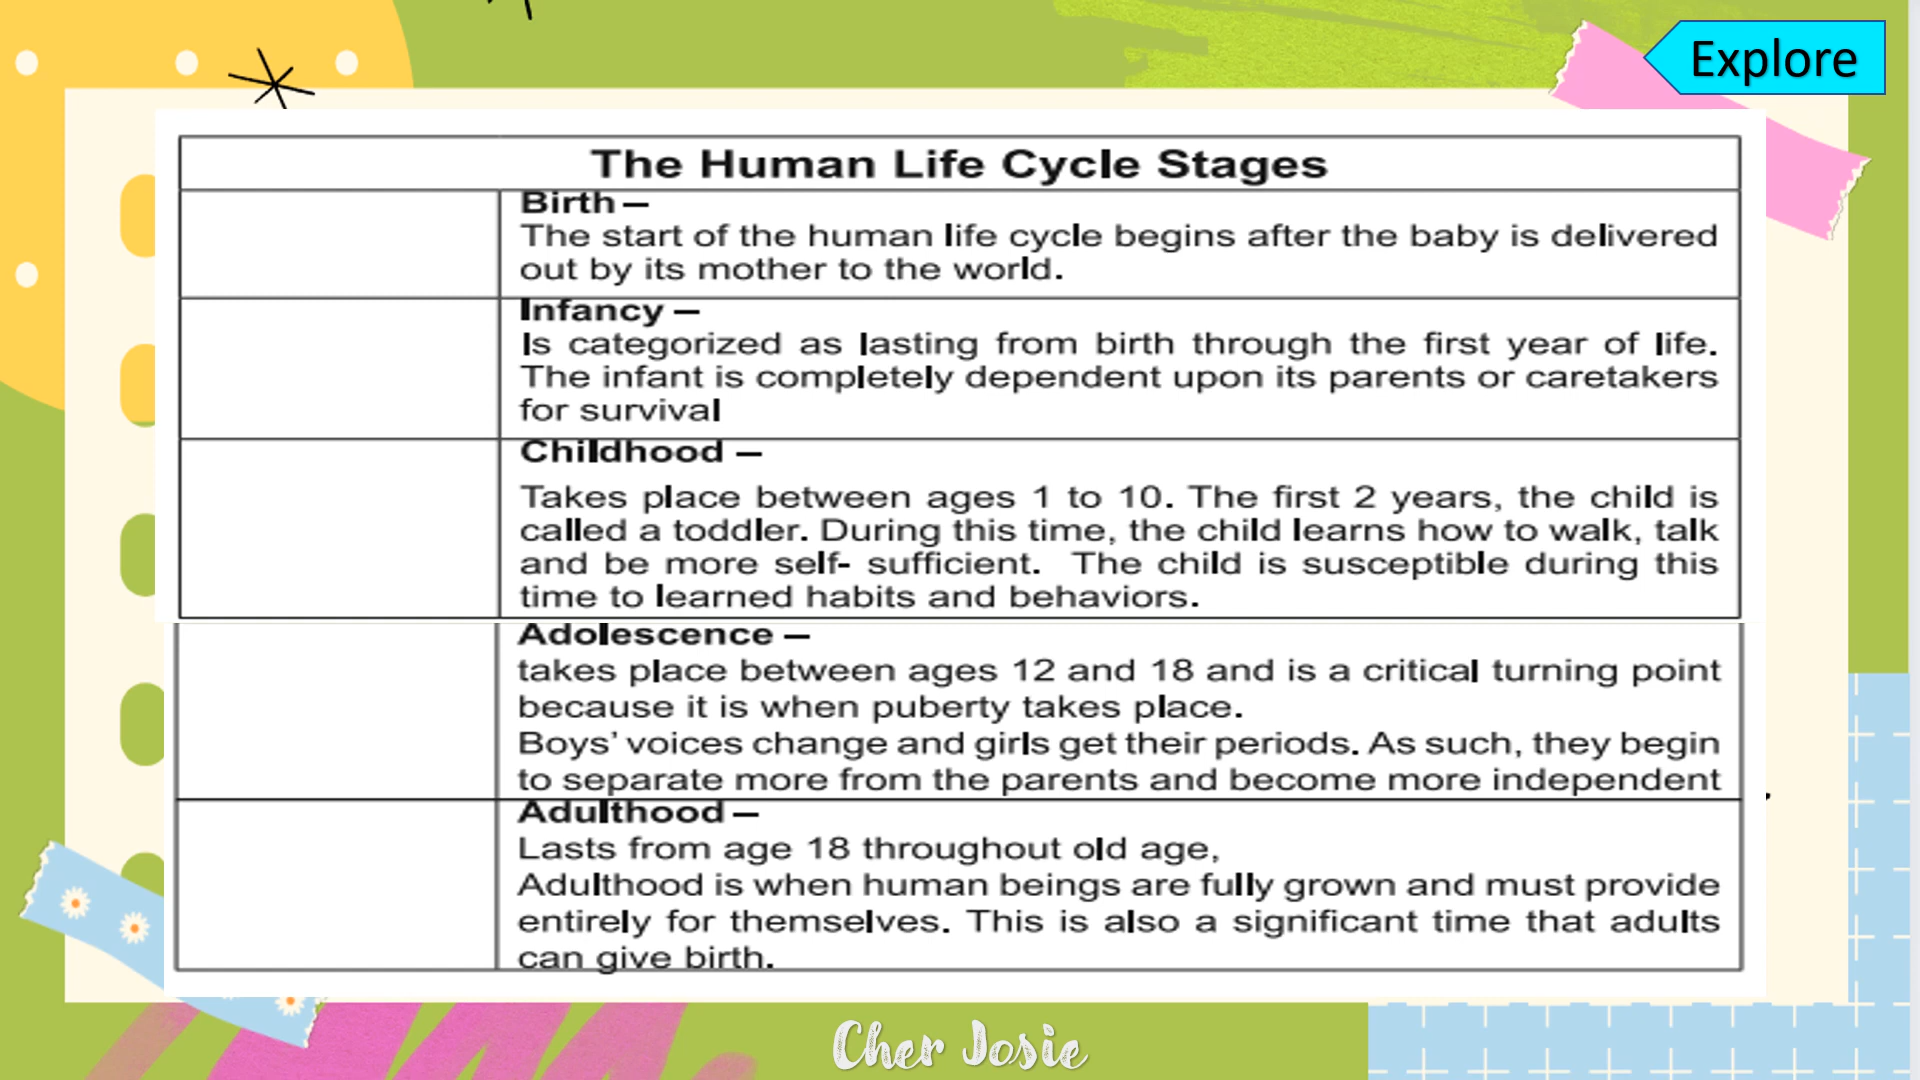 Explore
The Human Life Cycle Stages
Birth –
The start of the human life cycle begins after the baby is delivered
out by its mother to the world.
Infancy –
Is categorized as lasting from birth through the first year of life.
The infant is completely dependent upon its parents or caretakers
for survival
Childhood –
Takes place between ages 1 to 10. The first 2 years, the child is
called a toddler. During this time, the child learns how to walk, talk
and be more self- sufficient. The child is susceptible during this
time to learned habits and behaviors.
Adolescence –
takes place between ages 12 and 18 and is a critical turning point
because it is when puberty takes place.
Boys’ voices change and girls get their periods. As such, they begin
to separate more from the parents and become more independent
Adulthood –
Lasts from age 18 throughout old age,
Adulthood is when human beings are fully grown and must provide
entirely for themselves. This is also a significant time that adults
can give birth.
Cher Josie